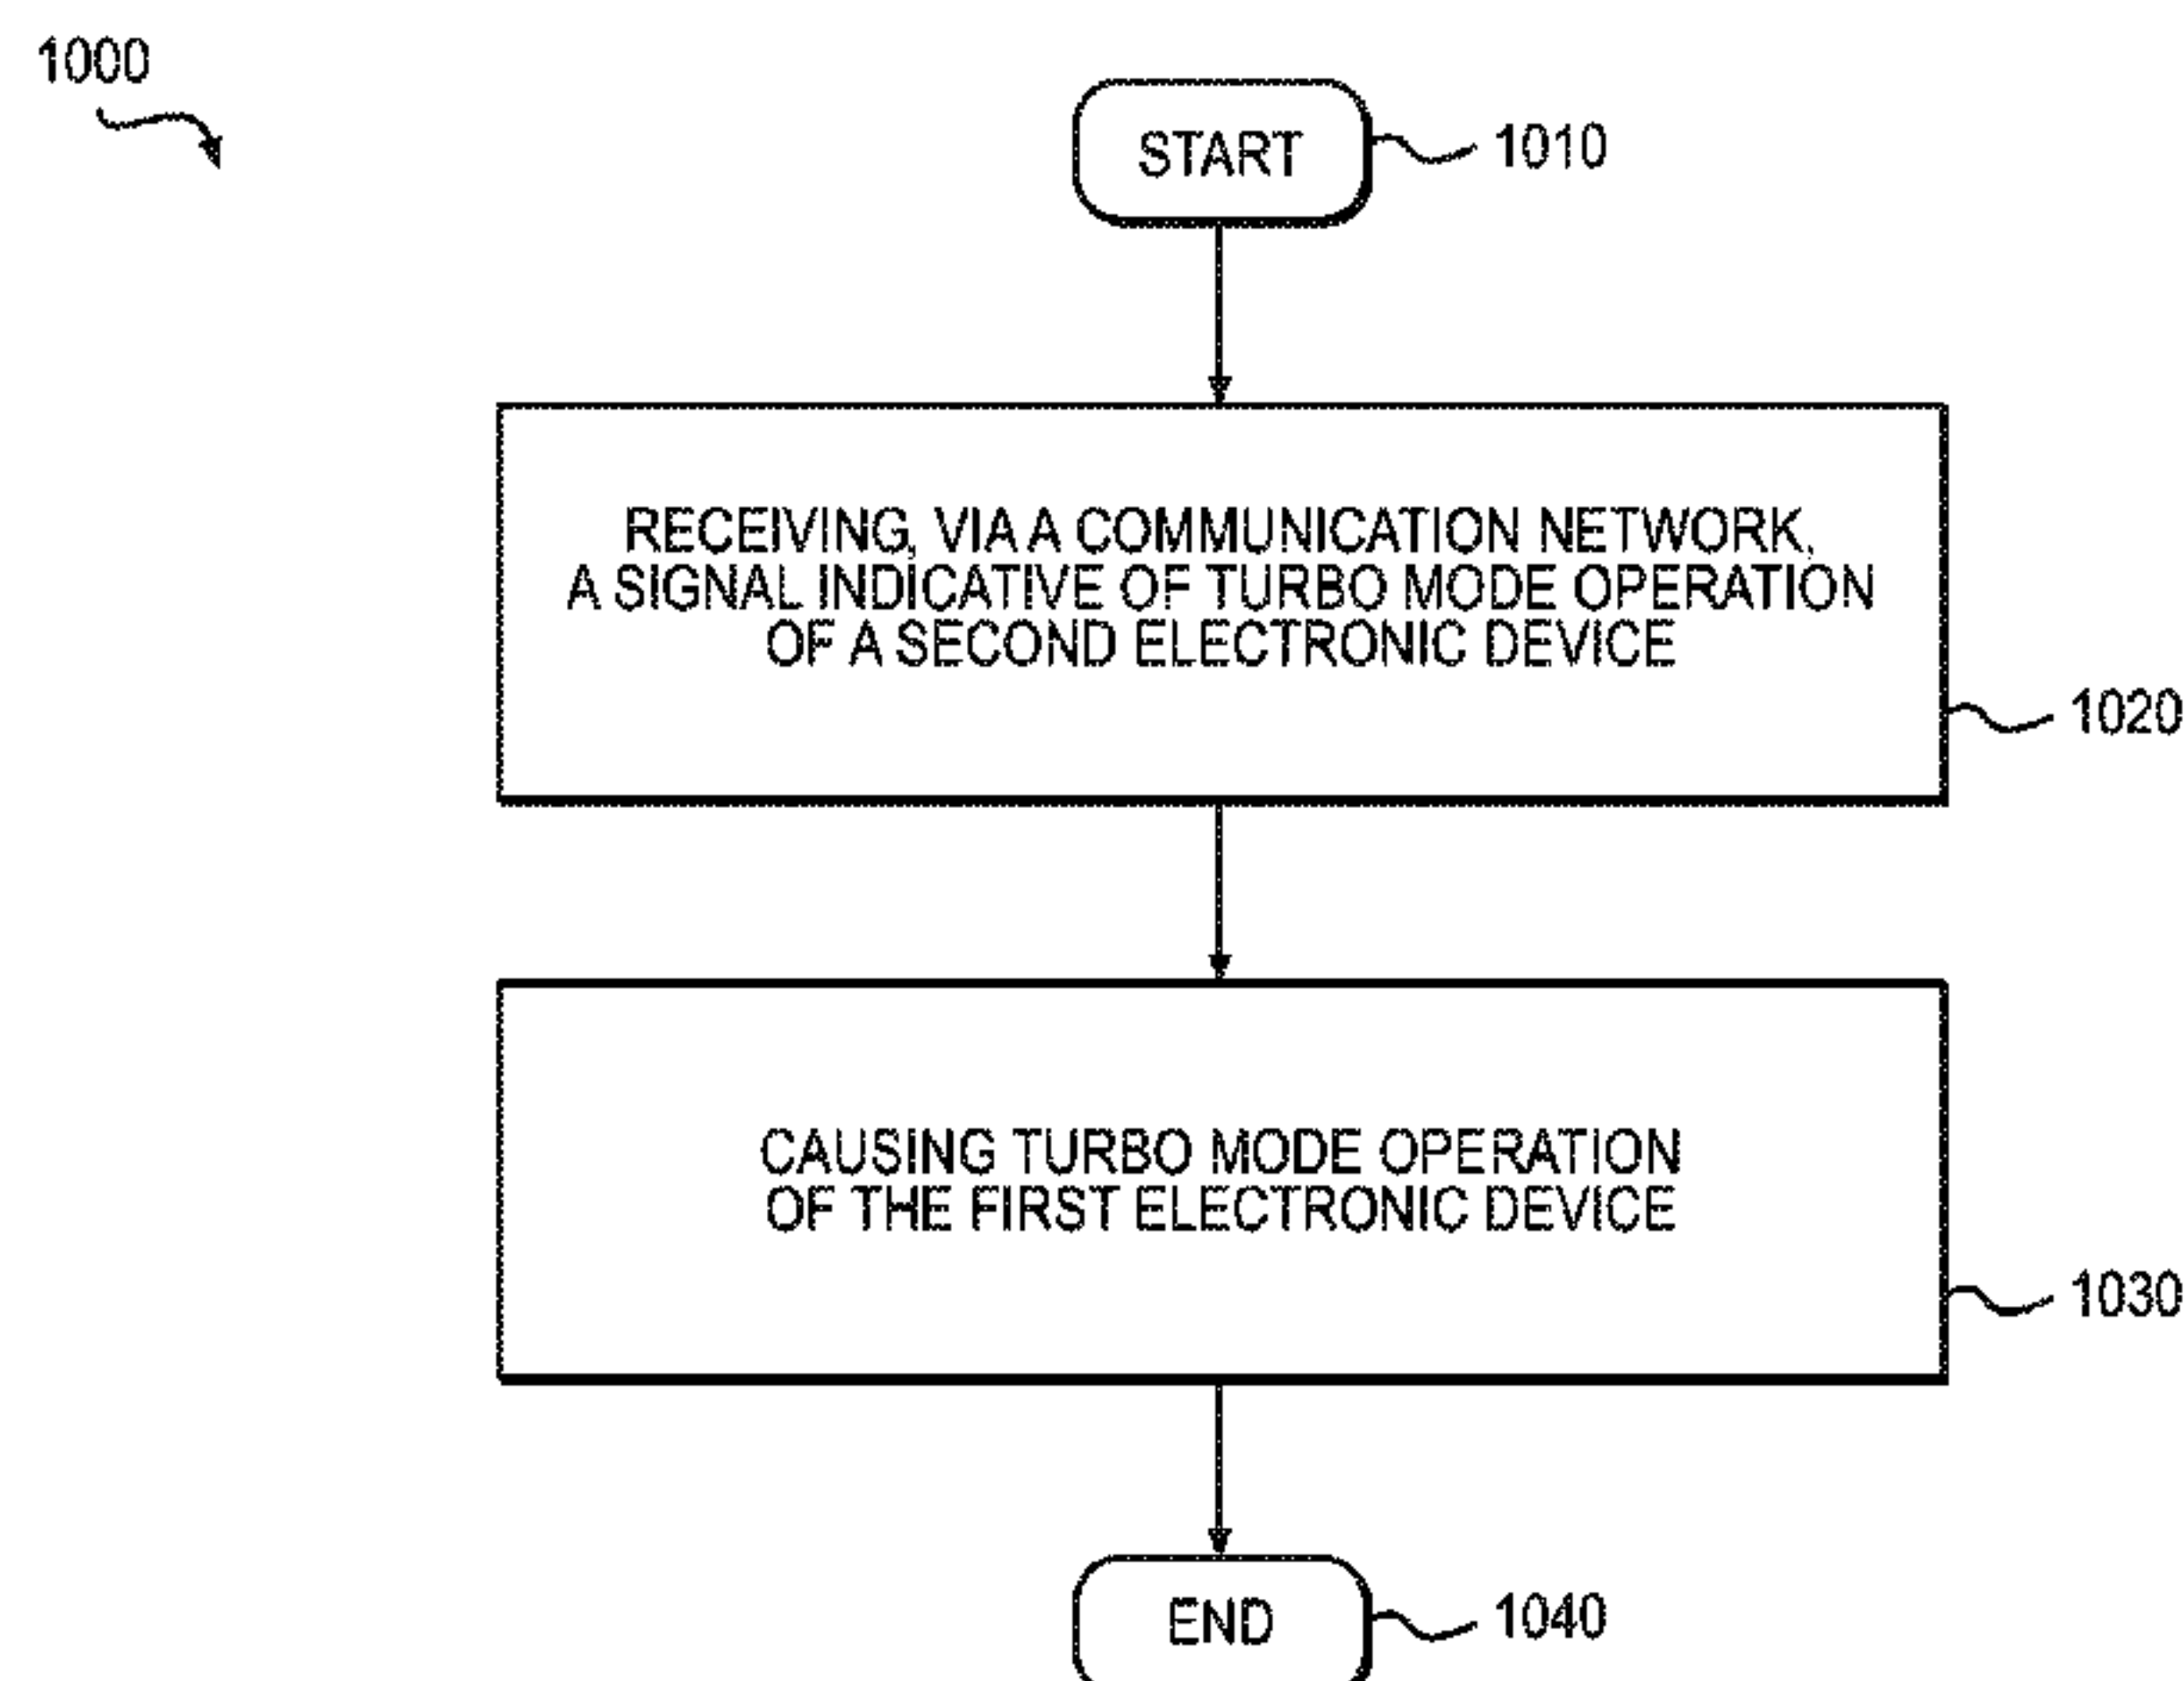 1000
START
1010
RECEIVING, VIA A COMMUNICATION NETWORK,
A SIGNAL INDICATIVE OF TURBO MODE OPERATION
OF A SECOND ELECTRONIC DEVICE
1020
CAUSING TURBO MODE OPERATION
OF THE FIRST ELECTRONIC DEVICE
1030
END
1040